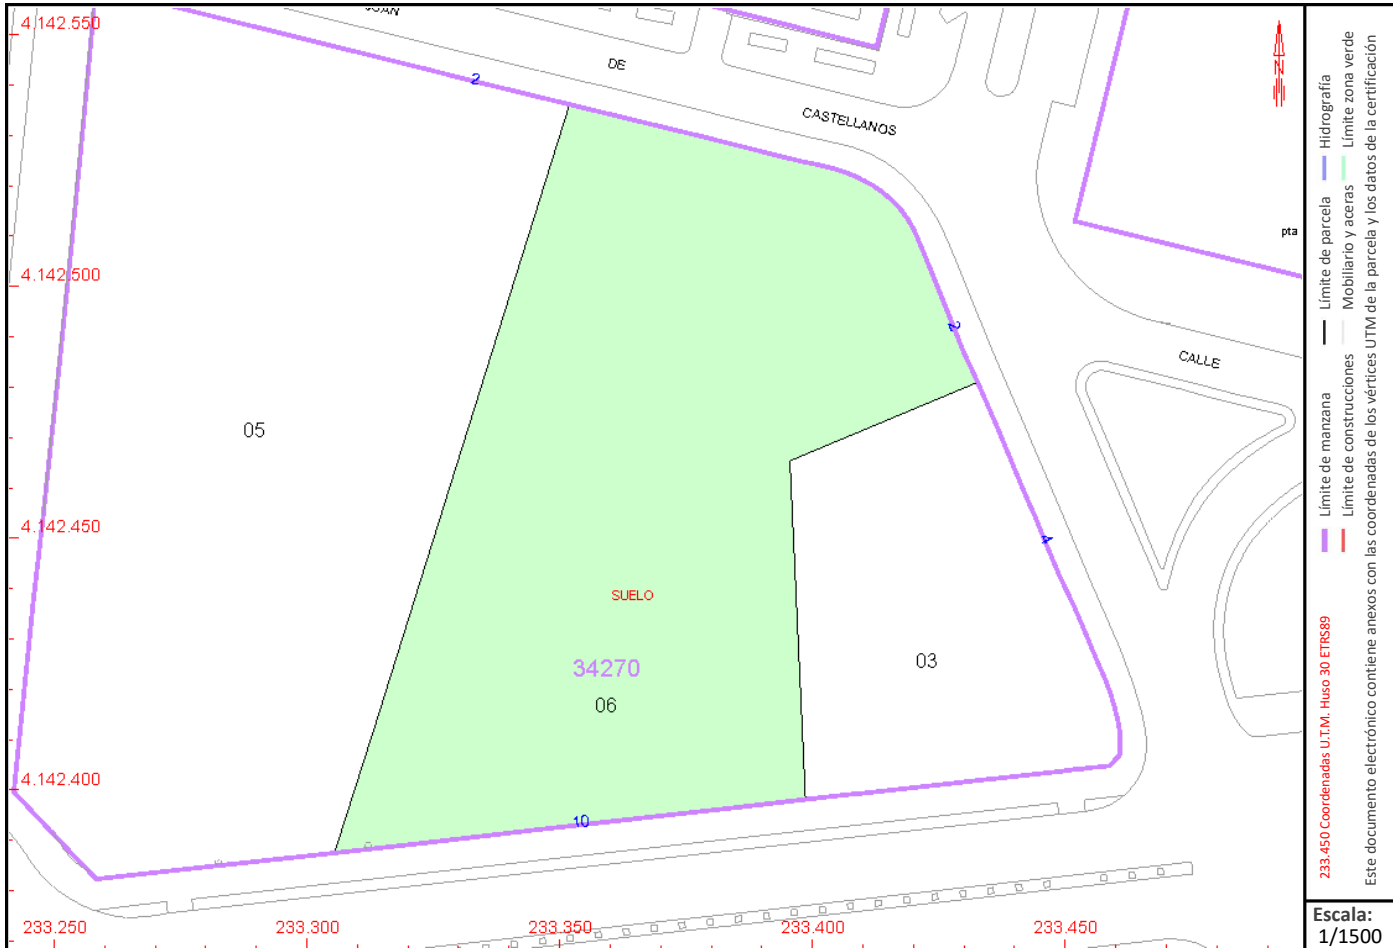 4.142.550
JUAN
DE
CASTELLANOS
2
4.142.500
pta
2
CALLE
05
4.142.450
4
SUELO
34270
06
03
4.142.400
10
233.250
233.300
233.350
233.400
233.450
N
Límite de manzana
Límite de parcela
Hidrografía
Límite de construcciones
Mobiliario y aceras
Límite zona verde
233.450 Coordenadas U.T.M. Huso 30 ETRS89
Este documento electrónico contiene anexos con las coordenadas de los vértices UTM de la parcela y los datos de la certificación
Escala:
1/1500